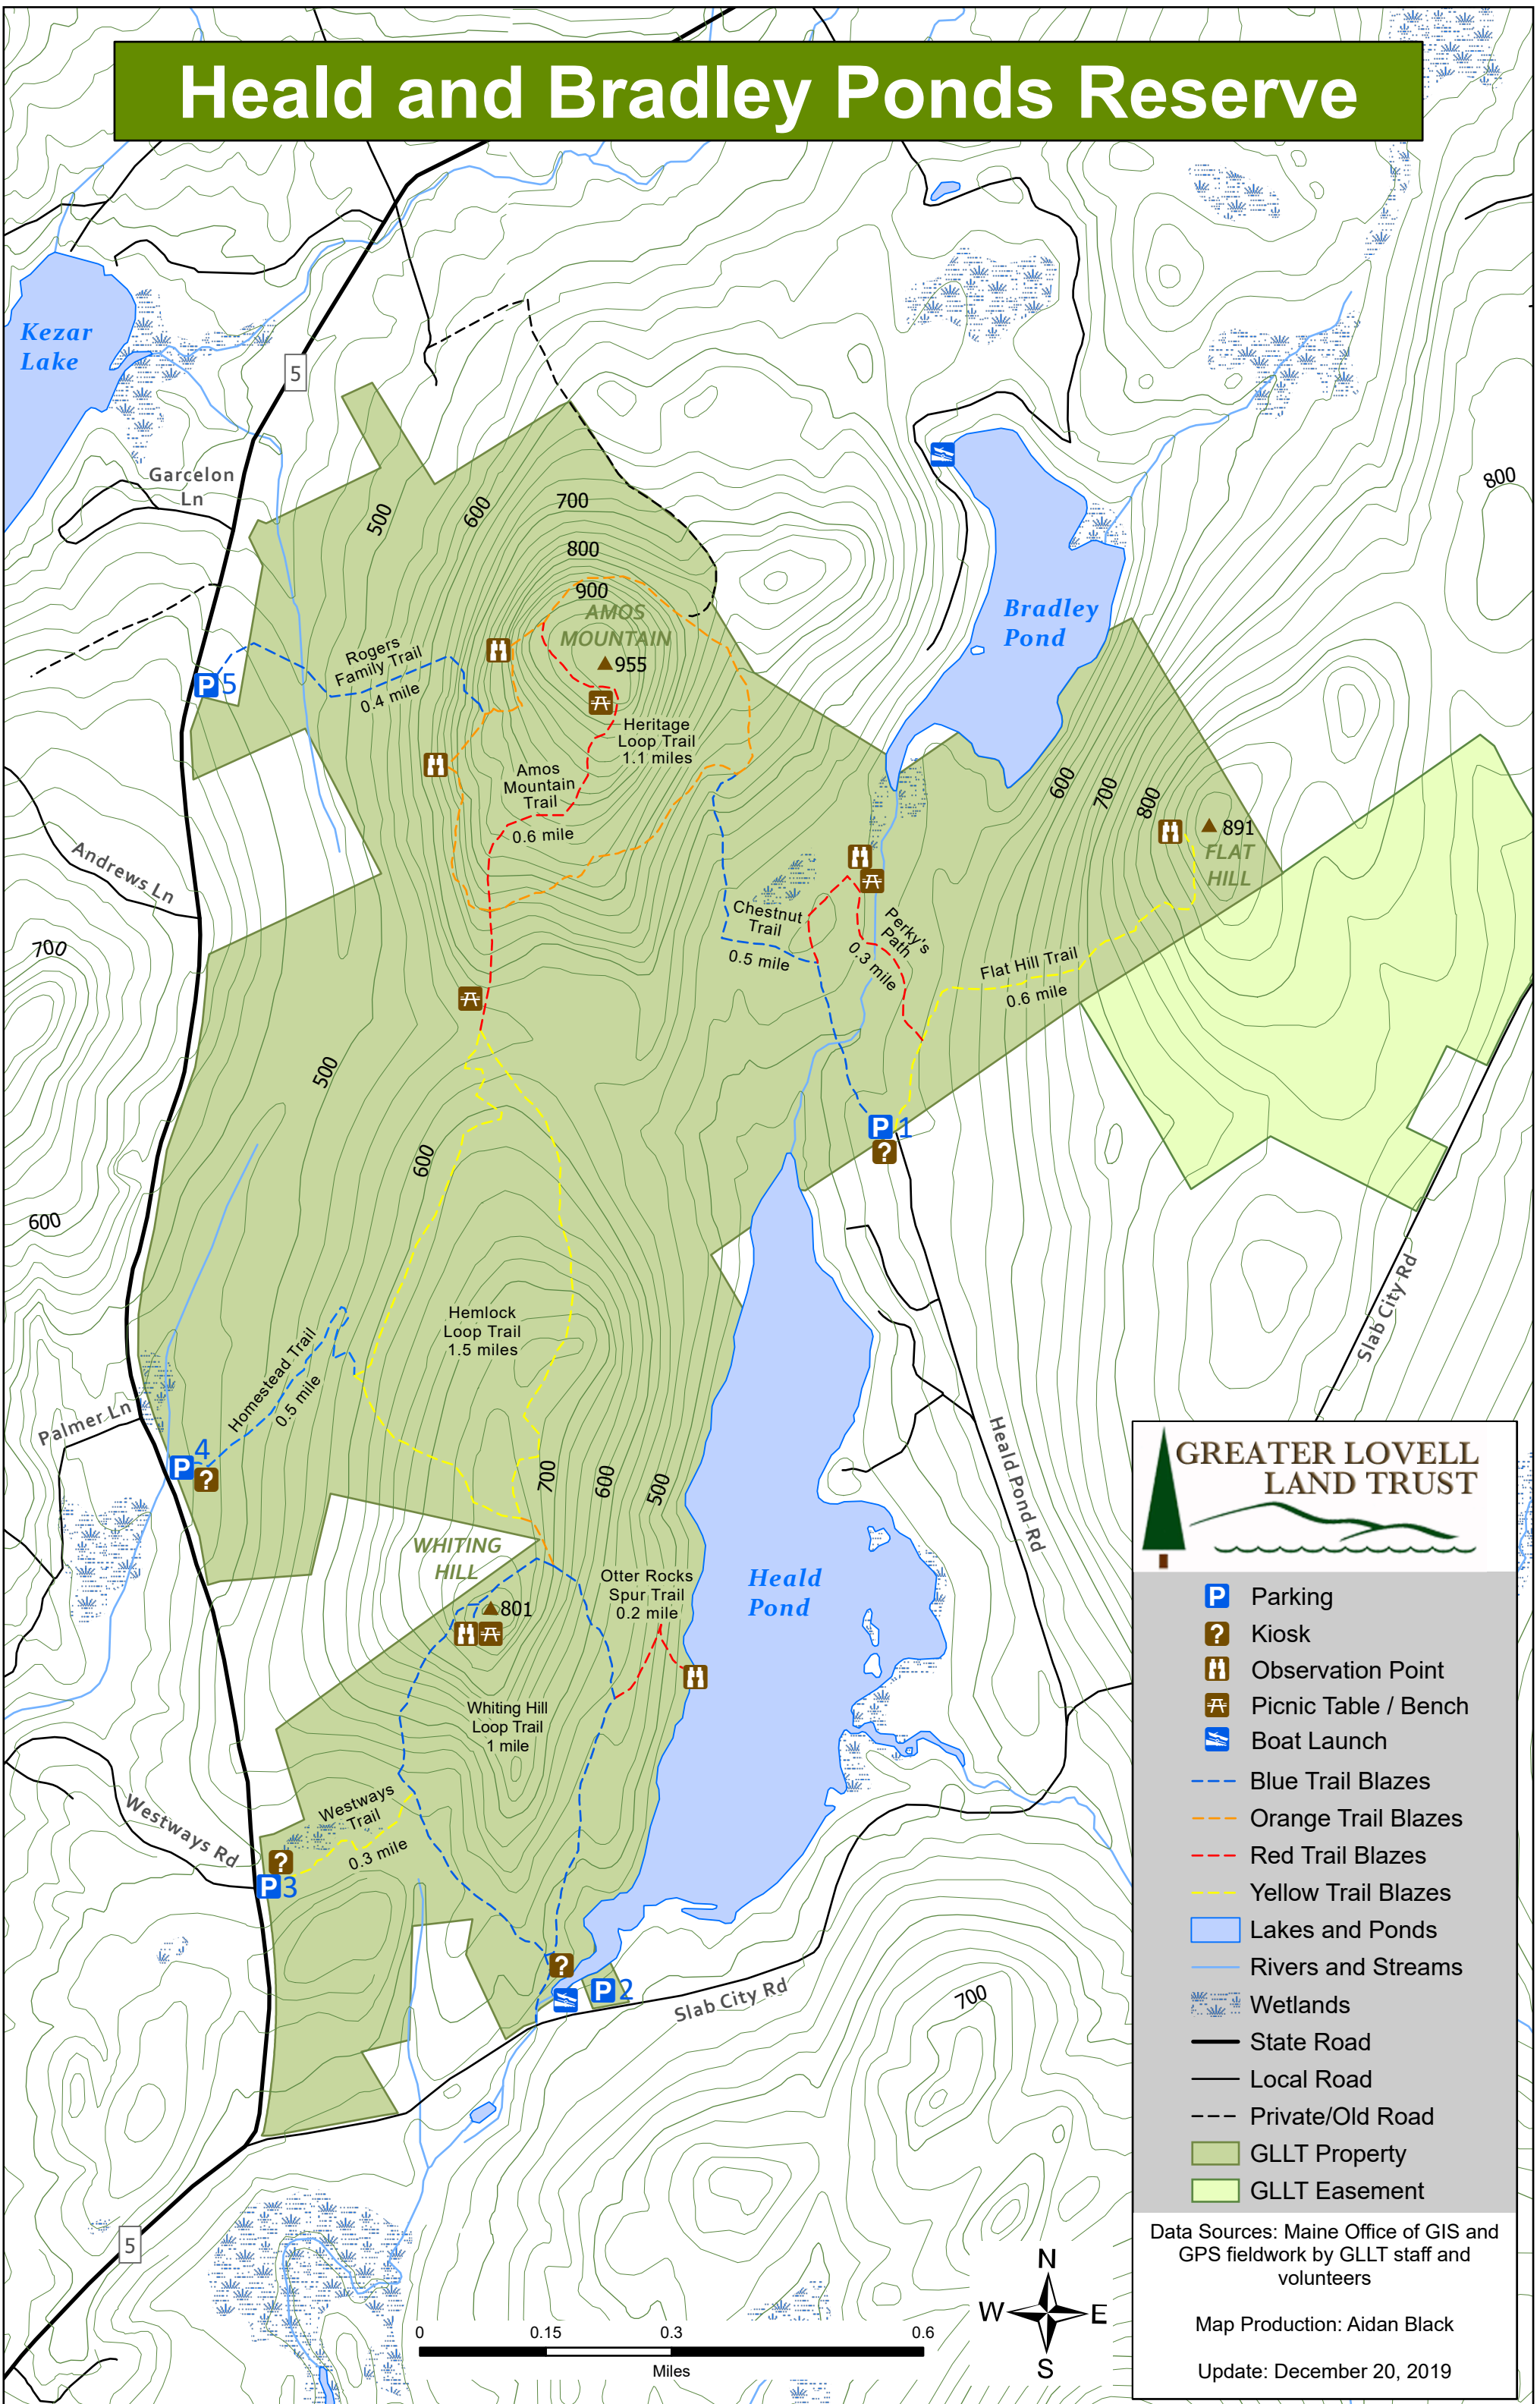 Heald and Bradley Ponds Reserve
Kezar
Lake
5
Garcelon
Ln
500
600
700
800
900
AMOS
MOUNTAIN
955
Rogers
Family Trail
0.4 mile
5
Heritage
Loop Trail
1.1 miles
Amos
Mountain
Trail
0.6 mile
Bradley
Pond
800
600
700
800
891
FLAT
HILL
Andrews Ln
700
Chestnut
Trail
0.5 mile
Perky's
Path
0.3 mile
Flat Hill Trail
0.6 mile
500
1
600
600
Slab City Rd
Hemlock
Loop Trail
1.5 miles
Homestead Trail
0.5 mile
Palmer Ln
4
Heald Pond Rd
700
600
500
WHITING
HILL
801
Otter Rocks
Spur Trail
0.2 mile
Heald
Pond
Whiting Hill
Loop Trail
1 mile
Westways
Trail
0.3 mile
Westways Rd
3
2
Slab City Rd
700
5
0 0.15 0.3 0.6
Miles
N
W E
S
GREATER LOVELL
LAND TRUST
P Parking
? Kiosk
Observation Point
Picnic Table / Bench
Boat Launch
Blue Trail Blazes
Orange Trail Blazes
Red Trail Blazes
Yellow Trail Blazes
Lakes and Ponds
Rivers and Streams
Wetlands
State Road
Local Road
Private/Old Road
GLLT Property
GLLT Easement
Data Sources: Maine Office of GIS and
GPS fieldwork by GLLT staff and
volunteers
Map Production: Aidan Black
Update: December 20, 2019